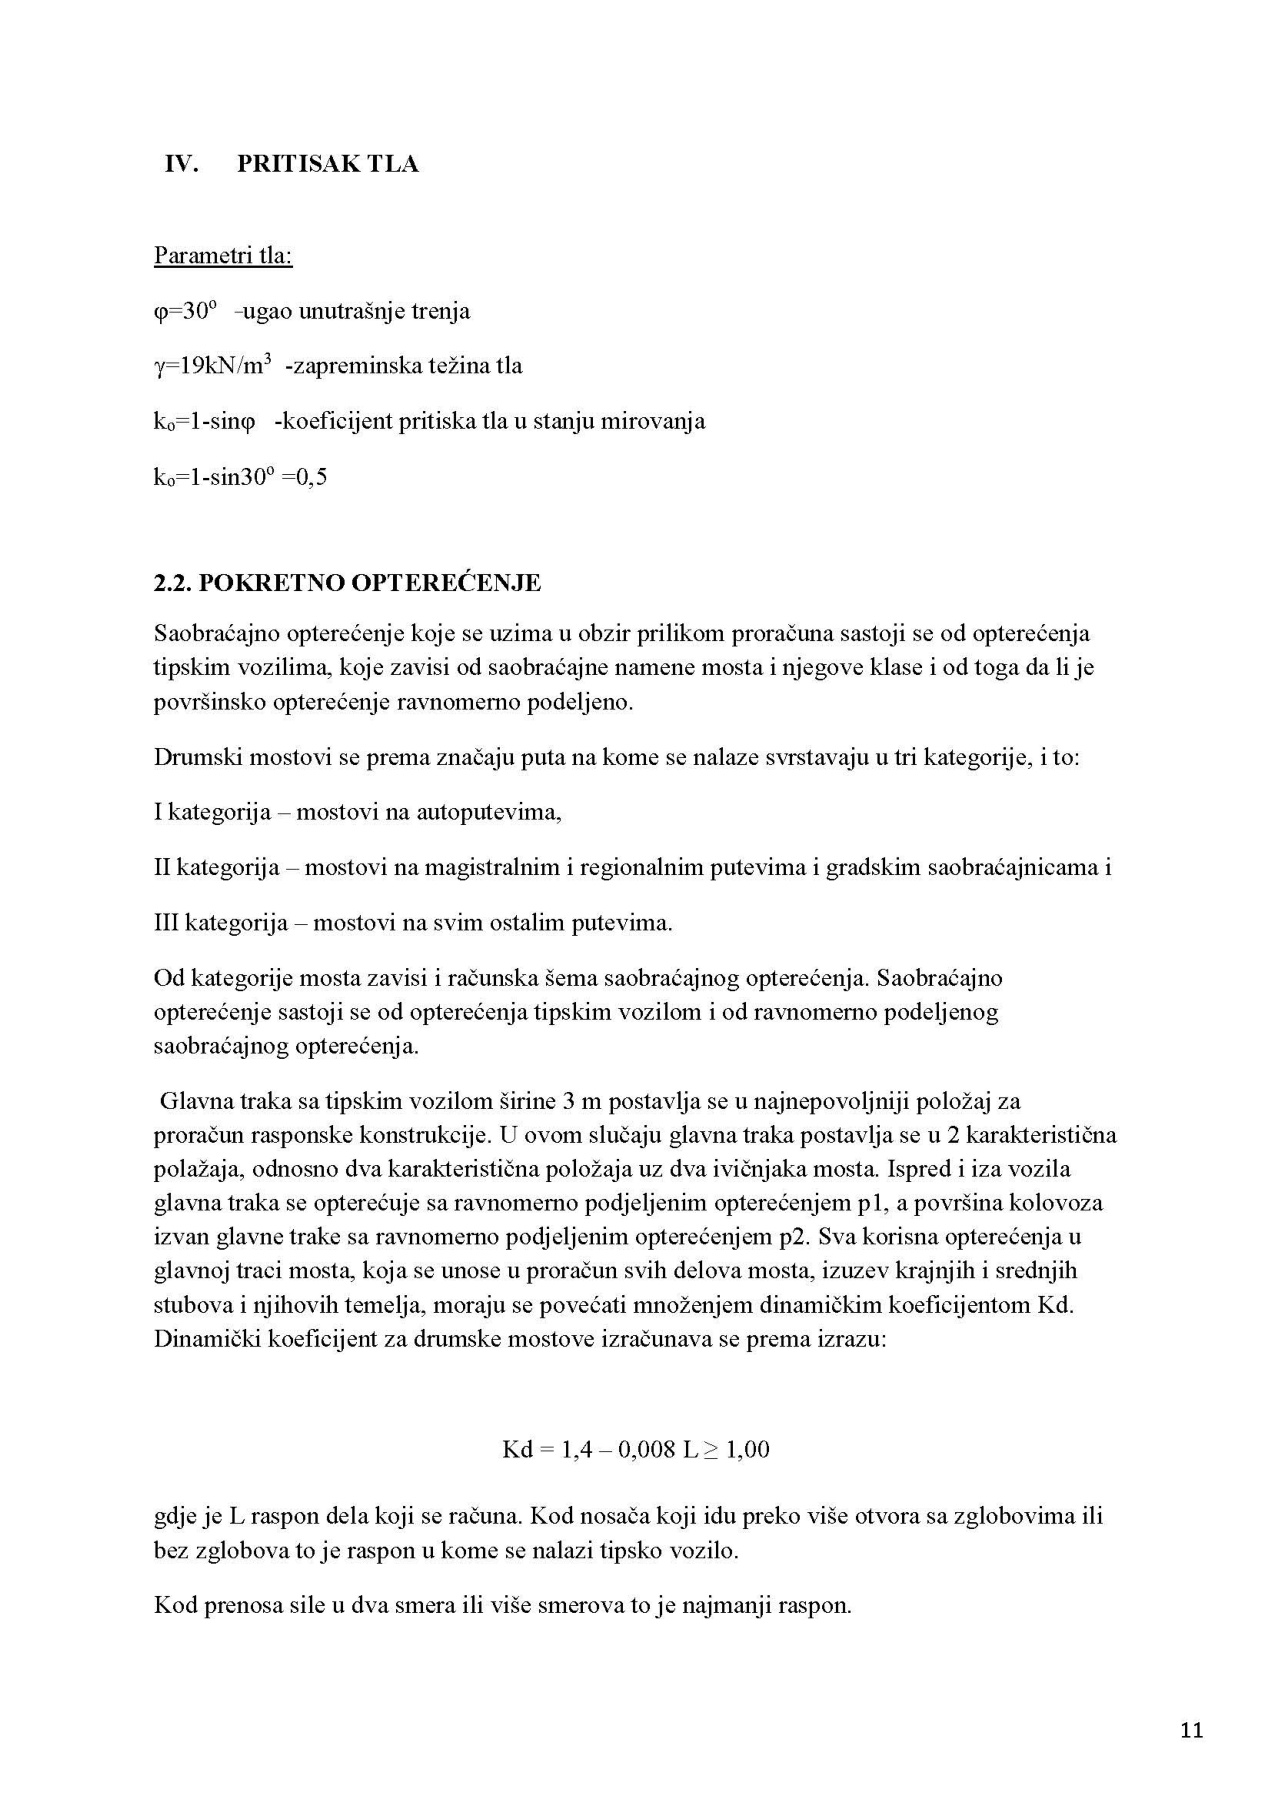 IV. PRITISAK TLA
Parametri tla:
φ=30⁰ -ugao unutrašnje trenja
γ=19kN/m³ -zapreminska težina tla
kₒ=1-sinφ -koeficijent pritiska tla u stanju mirovanja
kₒ=1-sin30⁰ =0,5
2.2. POKRETNO OPTEREĆENJE
Saobraćajno opterećenje koje se uzima u obzir prilikom proračuna sastoji se od opterećenja
tipskim vozilima, koje zavisi od saobraćajne namene mosta i njegove klase i od toga da li je
površinsko opterećenje ravnomerno podeljeno.
Drumski mostovi se prema značaju puta na kome se nalaze svrstavaju u tri kategorije, i to:
I kategorija – mostovi na autoputevima,
II kategorija – mostovi na magistralnim i regionalnim putevima i gradskim saobraćajnicama i
III kategorija – mostovi na svim ostalim putevima.
Od kategorije mosta zavisi i računska šema saobraćajnog opterećenja. Saobraćajno
opterećenje sastoji se od opterećenja tipskim vozilom i od ravnomerno podeljenog
saobraćajnog opterećenja.
Glavna traka sa tipskim vozilom širine 3 m postavlja se u najnepovoljniji položaj za
proračun rasponske konstrukcije. U ovom slučaju glavna traka postavlja se u 2 karakteristična
polažaja, odnosno dva karakteristična položaja uz dva ivičnjaka mosta. Ispred i iza vozila
glavna traka se opterećuje sa ravnomerno podjeljenim opterećenjem p1, a površina kolovoza
izvan glavne trake sa ravnomerno podjeljenim opterećenjem p2. Sva korisna opterećenja u
glavnoj traci mosta, koja se unose u proračun svih delova mosta, izuzev krajnjih i srednjih
stubova i njihovih temelja, moraju se povećati množenjem dinamičkim koeficijentom Kd.
Dinamički koeficijent za drumske mostove izračunava se prema izrazu:
Kd = 1,4 – 0,008 L ≥ 1,00
gdje je L raspon dela koji se računa. Kod nosača koji idu preko više otvora sa zglobovima ili
bez zglobova to je raspon u kome se nalazi tipsko vozilo.
Kod prenosa sile u dva smera ili više smerova to je najmanji raspon.
11